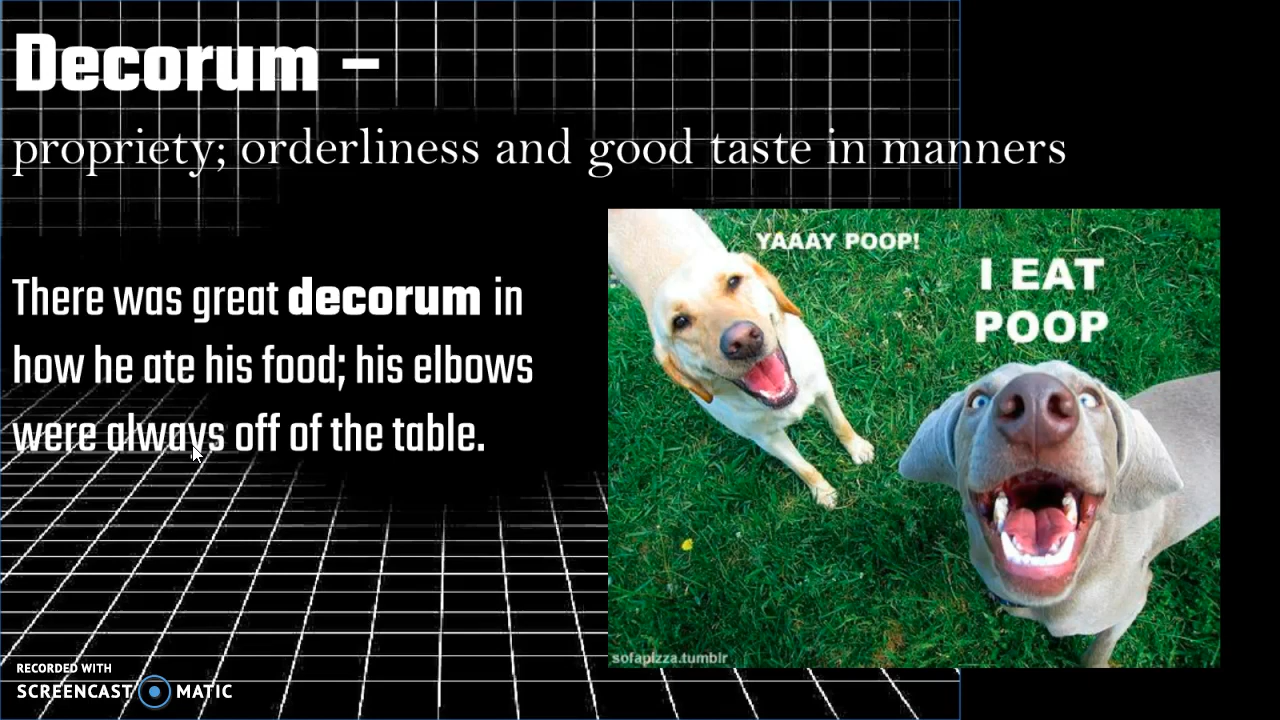 Decorum –
propriety; orderliness and good taste in manners
There was great decorum in
how he ate his food; his elbows
were always off of the table.
YAAAY POOP!
I EAT
POOP
sofapizza.tumblr
RECORDED WITH
SCREENCAST MATIC